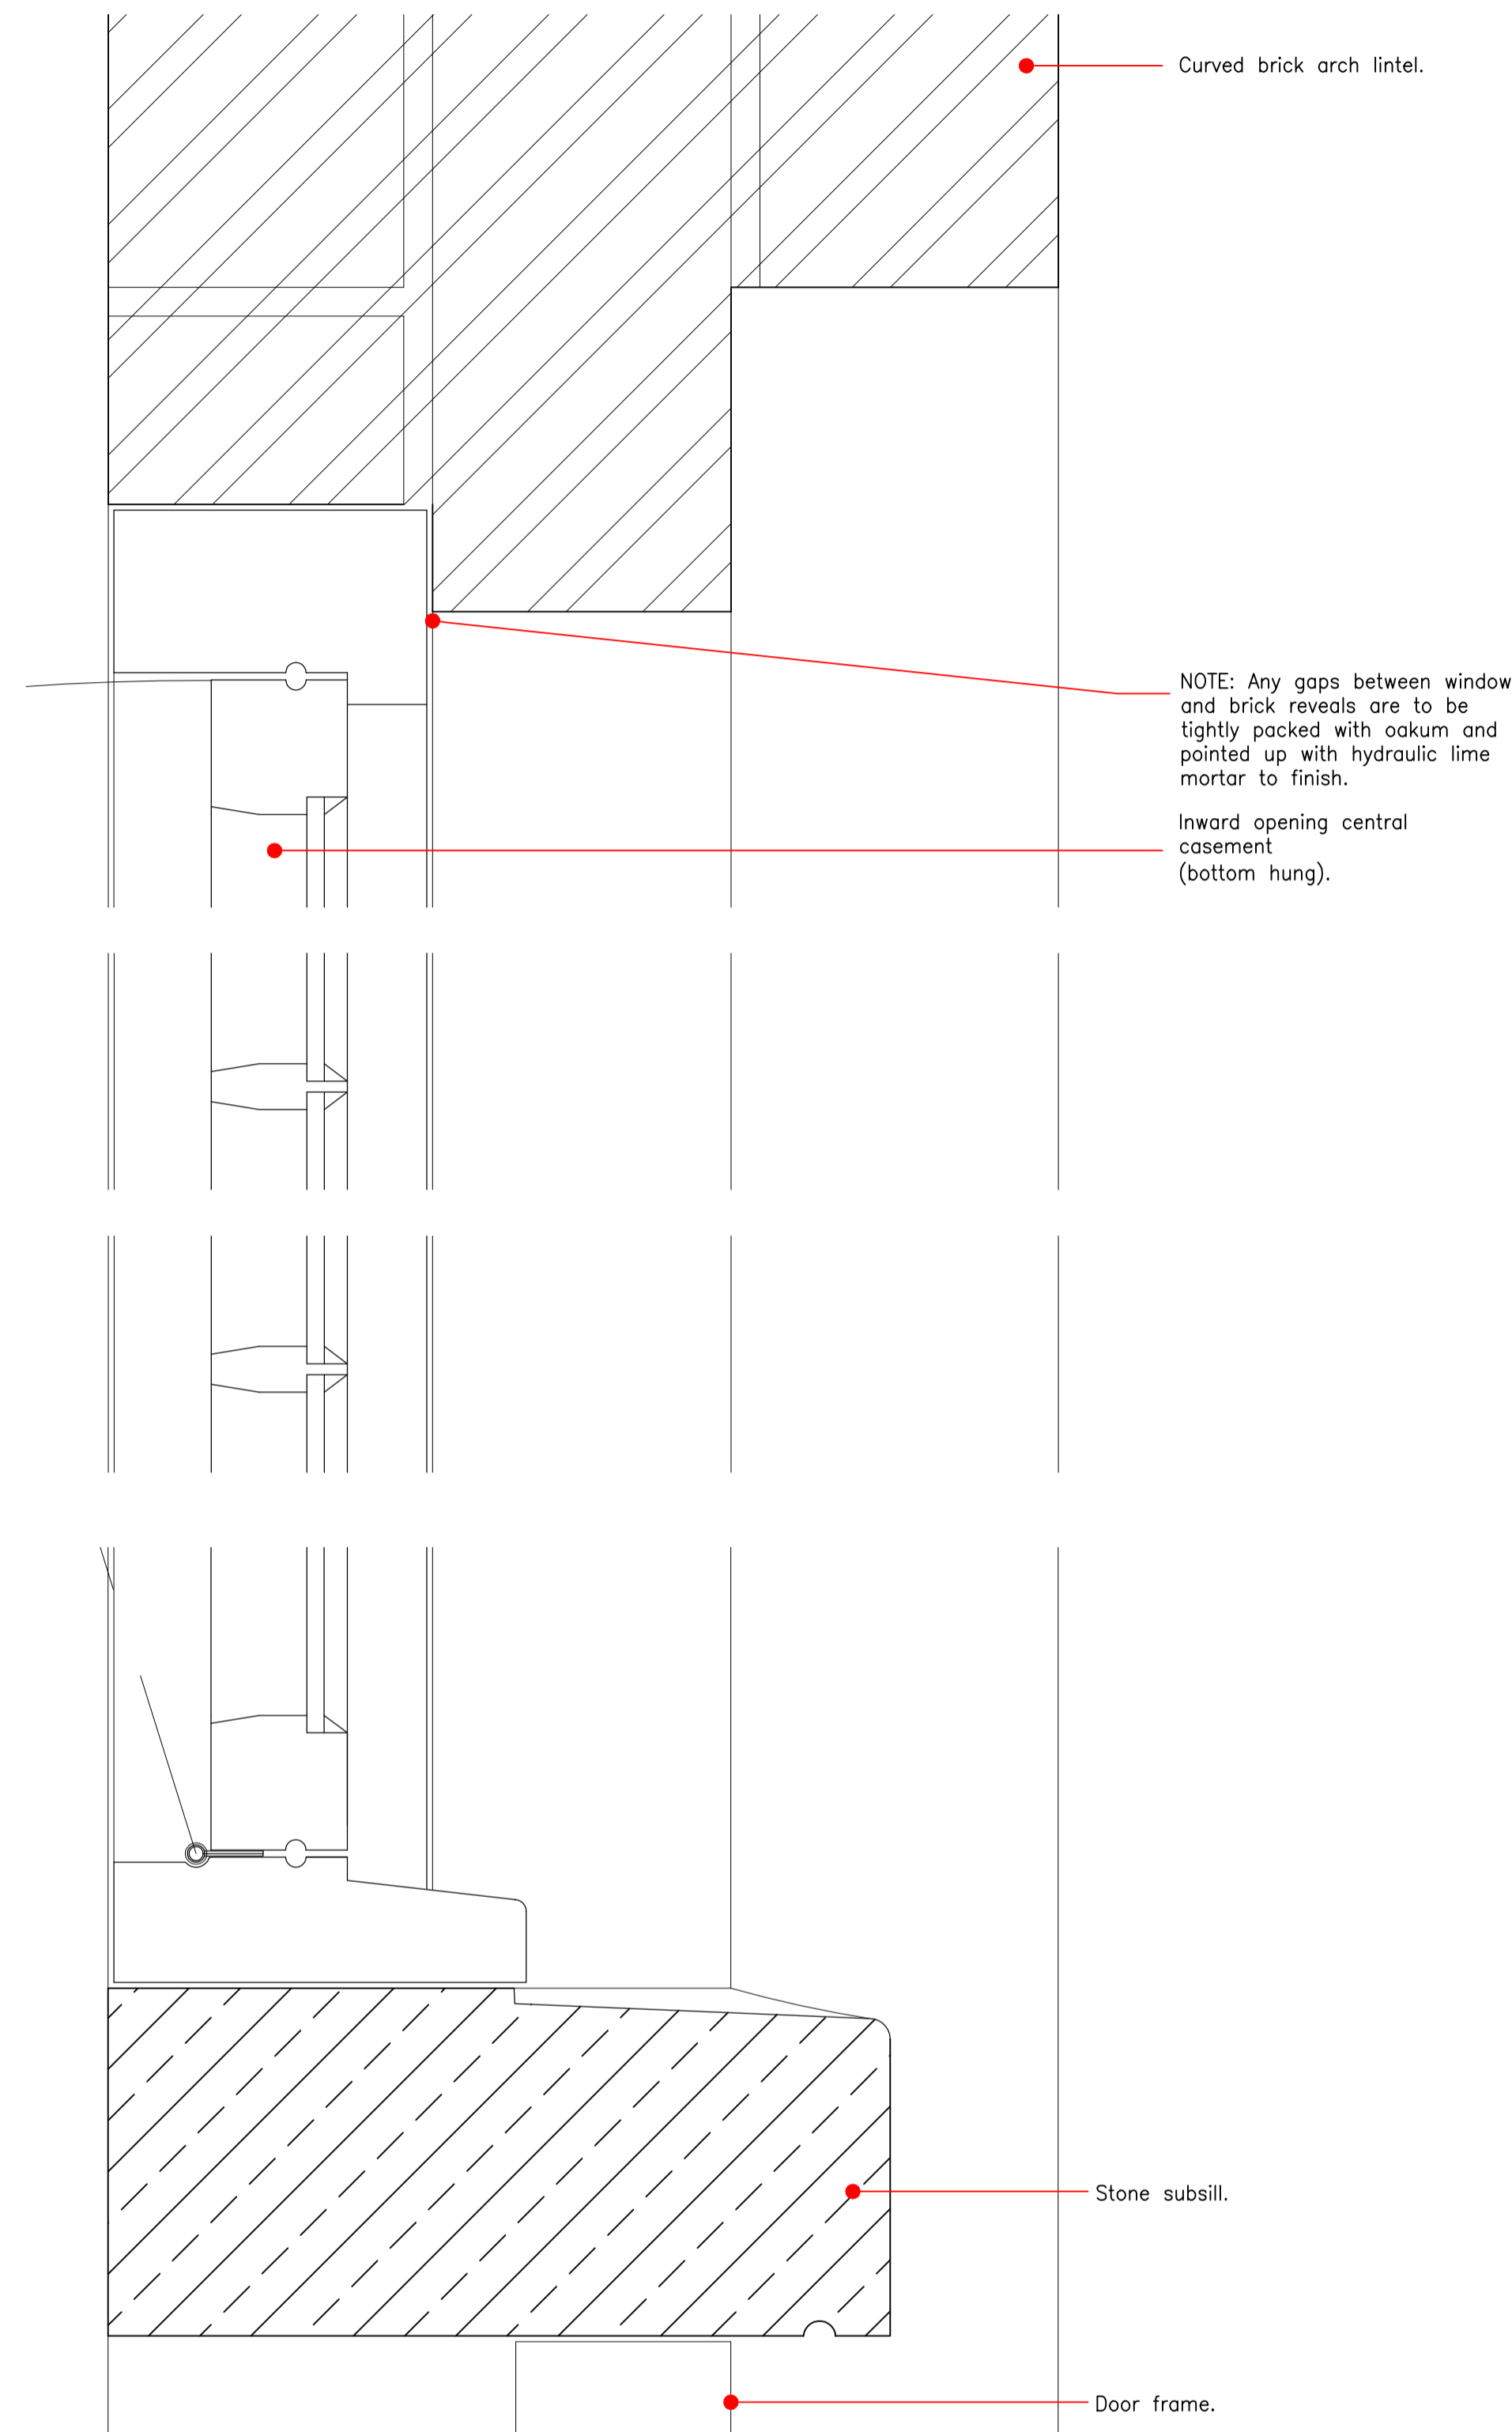 Curved brick arch lintel.
NOTE: Any gaps between window
and brick reveals are to be
tightly packed with oakum and
pointed up with hydraulic lime
mortar to finish.
Inward opening central
casement
(bottom hung).
Stone subsill.
Door frame.